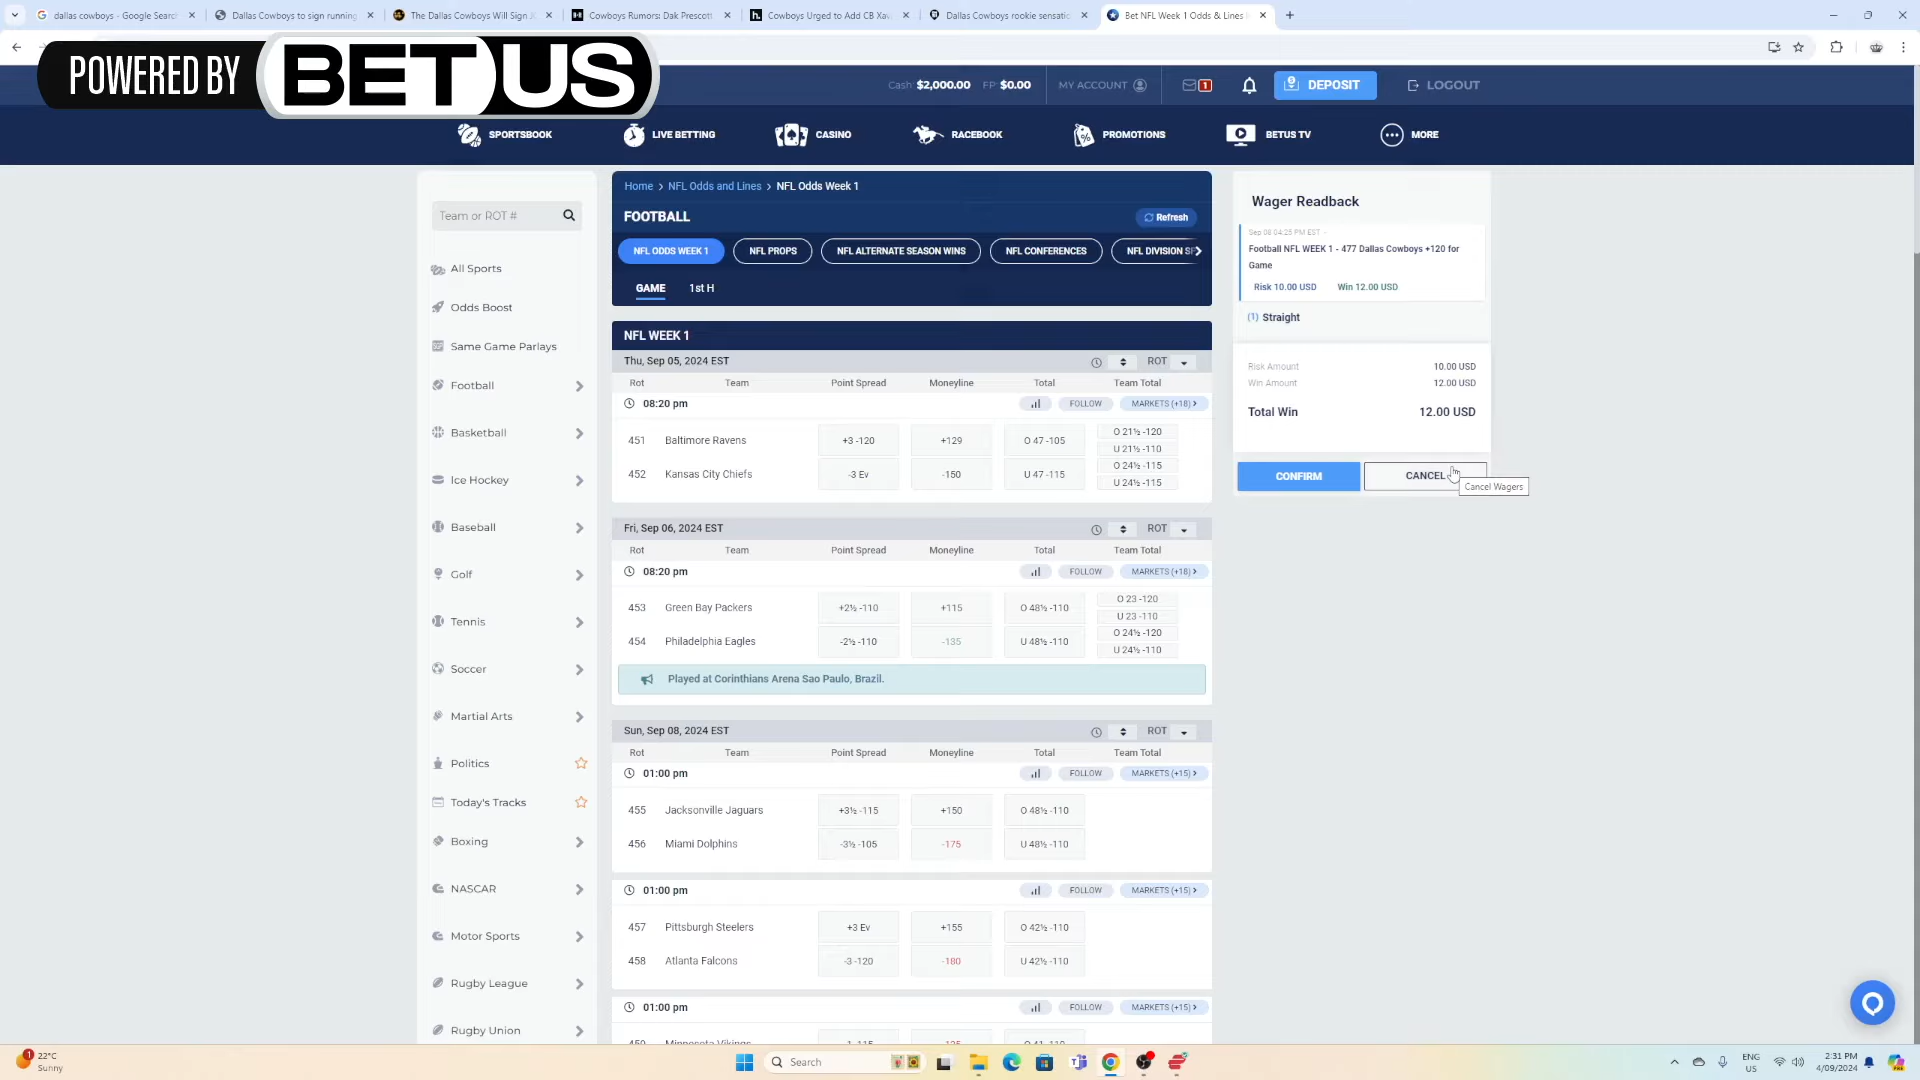 dallas cowboys - Google Search
Dallas Cowboys to sign running
The Dallas Cowboys Will Sign
Cowboys Rumors: Dak Prescott
Cowboys Urged to Add CB Xav
Dallas Cowboys rookie sensatio
Bet NFL Week 1 Odds & Lines
POWERED BY BETUS
Cash: $2,000.00 FP: $0.00
MY ACCOUNT
1
DEPOSIT
LOGOUT
SPORTSBOOK
LIVE BETTING
CASINO
RACEBOOK
PROMOTIONS
BETUS TV
MORE
Team or ROT #
All Sports
Odds Boost
Same Game Parlays
Football
Basketball
Ice Hockey
Baseball
Golf
Tennis
Soccer
Martial Arts
Politics
Today's Tracks
Boxing
NASCAR
Motor Sports
Rugby League
Rugby Union
Home > NFL Odds and Lines > NFL Odds Week 1
FOOTBALL
Refresh
NFL ODDS WEEK 1
NFL PROPS
NFL ALTERNATE SEASON WINS
NFL CONFERENCES
NFL DIVISION SP
GAME 1st H
NFL WEEK 1
Thu, Sep 05, 2024 EST ROT
Rot Team Point Spread Moneyline Total Team Total
08:20 pm FOLLOW MARKETS (+18) >
451 Baltimore Ravens +3 -120 +129 O 47 -105 O 21½ -120
U 21½ -110
452 Kansas City Chiefs -3 Ev -150 U 47 -115 O 24½ -115
U 24½ -115
Fri, Sep 06, 2024 EST ROT
Rot Team Point Spread Moneyline Total Team Total
08:20 pm FOLLOW MARKETS (+18) >
453 Green Bay Packers +2½ -110 +115 O 48½ -110 O 23 -120
U 23 -110
454 Philadelphia Eagles -2½ -110 -135 U 48½ -110 O 24½ -120
U 24½ -110
Played at Corinthians Arena Sao Paulo, Brazil.
Sun, Sep 08, 2024 EST ROT
Rot Team Point Spread Moneyline Total Team Total
01:00 pm FOLLOW MARKETS (+15) >
455 Jacksonville Jaguars +3½ -115 +150 O 48½ -110
456 Miami Dolphins -3½ -105 -175 U 48½ -110
01:00 pm FOLLOW MARKETS (+15) >
457 Pittsburgh Steelers +3 Ev +155 O 42½ -110
458 Atlanta Falcons -3 -120 -180 U 42½ -110
01:00 pm FOLLOW MARKETS (+15) >
Minnesota Vikings
Wager Readback
Sep 08 04:25 PM EST -
Football NFL WEEK 1 - 477 Dallas Cowboys +120 for
Game
Risk 10.00 USD Win 12.00 USD
(1) Straight
Risk Amount 10.00 USD
Win Amount 12.00 USD
Total Win 12.00 USD
CONFIRM
CANCEL
Cancel Wagers
1
22°C
Sunny
Search
ENG
US
2:31 PM
4/09/2024